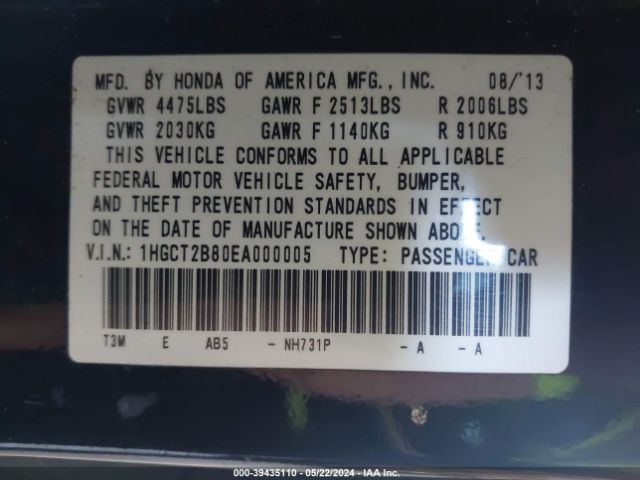 MFD. BY HONDA OF AMERICA MFG., INC. 08/'13
GVWR 4475LBS GAWR F 2513LBS R 2006LBS
GVWR 2030KG GAWR F 1140KG R 910KG
THIS VEHICLE CONFORMS TO ALL APPLICABLE
FEDERAL MOTOR VEHICLE SAFETY, BUMPER,
AND THEFT PREVENTION STANDARDS IN EFFECT
ON THE DATE OF MANUFACTURE SHOWN ABOVE.
V.I.N.: 1HGCT2B80EA000005 TYPE: PASSENGER CAR
T3M E AB5 - NH731P - A - A
000-39435110 - 05/22/2024 - IAA Inc.